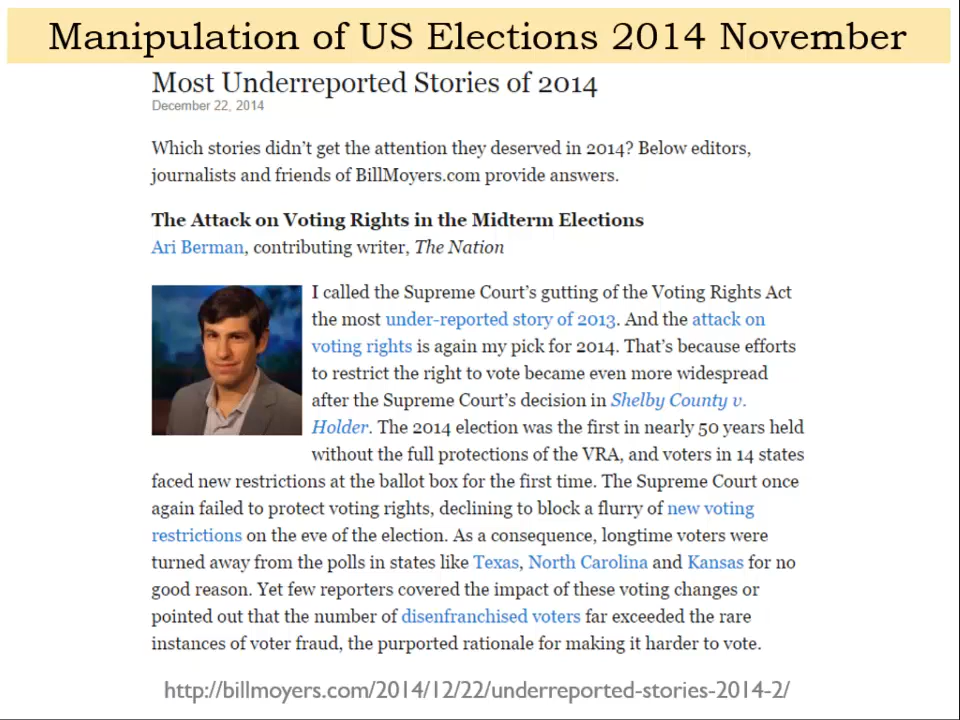 Manipulation of US Elections 2014 November
Most Underreported Stories of 2014
December 22, 2014
Which stories didn't get the attention they deserved in 2014? Below editors,
journalists and friends of BillMoyers.com provide answers.
The Attack on Voting Rights in the Midterm Elections
Ari Berman, contributing writer, The Nation
I called the Supreme Court's gutting of the Voting Rights Act
the most under-reported story of 2013. And the attack on
voting rights is again my pick for 2014. That's because efforts
to restrict the right to vote became even more widespread
after the Supreme Court's decision in Shelby County v.
Holder. The 2014 election was the first in nearly 50 years held
without the full protections of the VRA, and voters in 14 states
faced new restrictions at the ballot box for the first time. The Supreme Court once
again failed to protect voting rights, declining to block a flurry of new voting
restrictions on the eve of the election. As a consequence, longtime voters were
turned away from the polls in states like Texas, North Carolina and Kansas for no
good reason. Yet few reporters covered the impact of these voting changes or
pointed out that the number of disenfranchised voters far exceeded the rare
instances of voter fraud, the purported rationale for making it harder to vote.
http://billmoyers.com/2014/12/22/underreported-stories-2014-2/